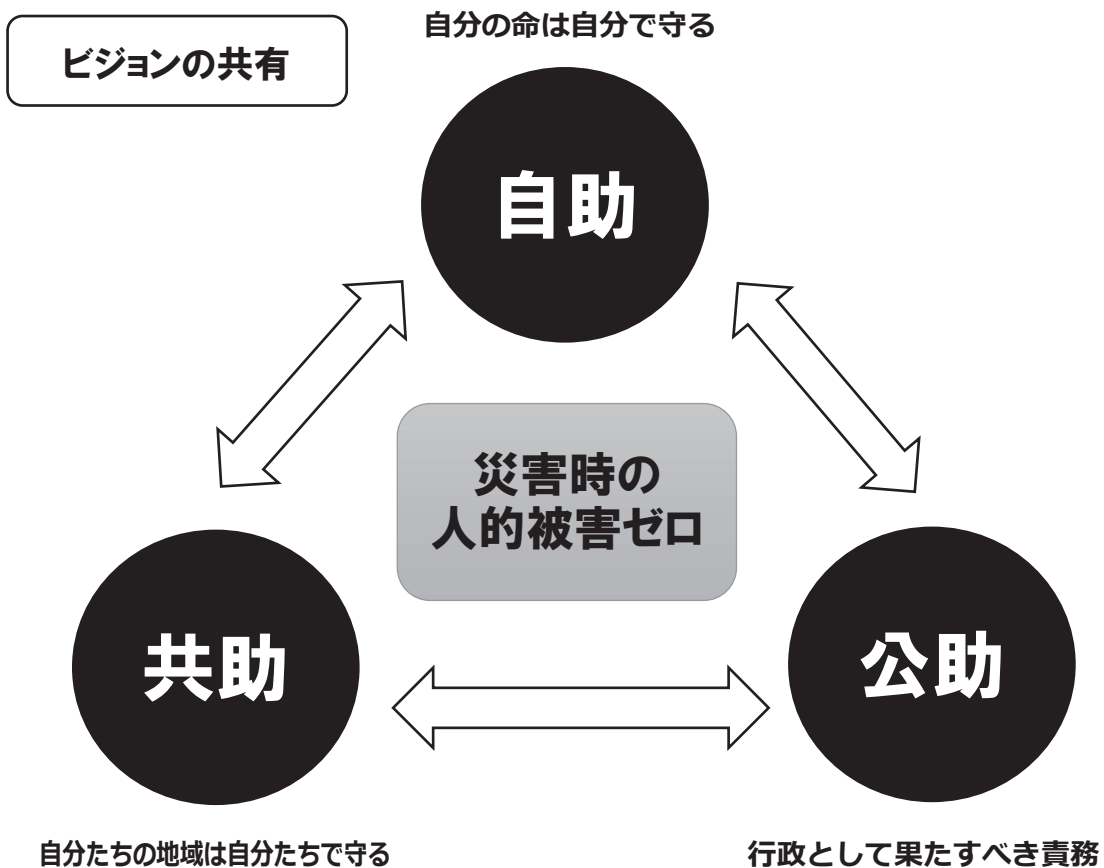 ビジョンの共有
自分の命は自分で守る
自助
災害時の
人的被害ゼロ
共助
公助
自分たちの地域は自分たちで守る
行政として果たすべき責務